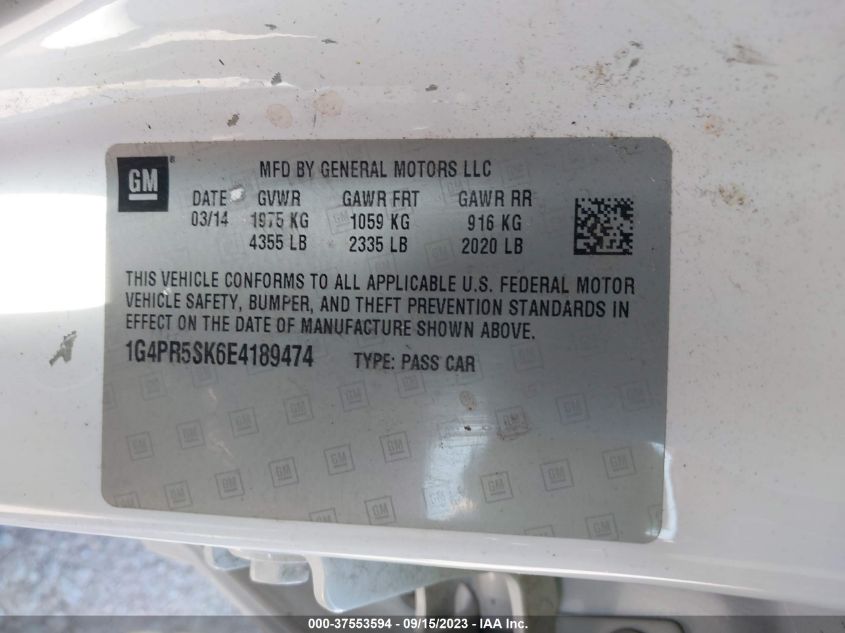 GM®
MFD BY GENERAL MOTORS LLC
DATE GVWR GAWR FRT GAWR RR
03/14 1975 KG 1059 KG 916 KG
4355 LB 2335 LB 2020 LB
THIS VEHICLE CONFORMS TO ALL APPLICABLE U.S. FEDERAL MOTOR
VEHICLE SAFETY, BUMPER, AND THEFT PREVENTION STANDARDS IN
EFFECT ON THE DATE OF MANUFACTURE SHOWN ABOVE.
1G4PR5SK6E4189474 TYPE: PASS CAR
000-37553594 - 09/15/2023 - IAA Inc.